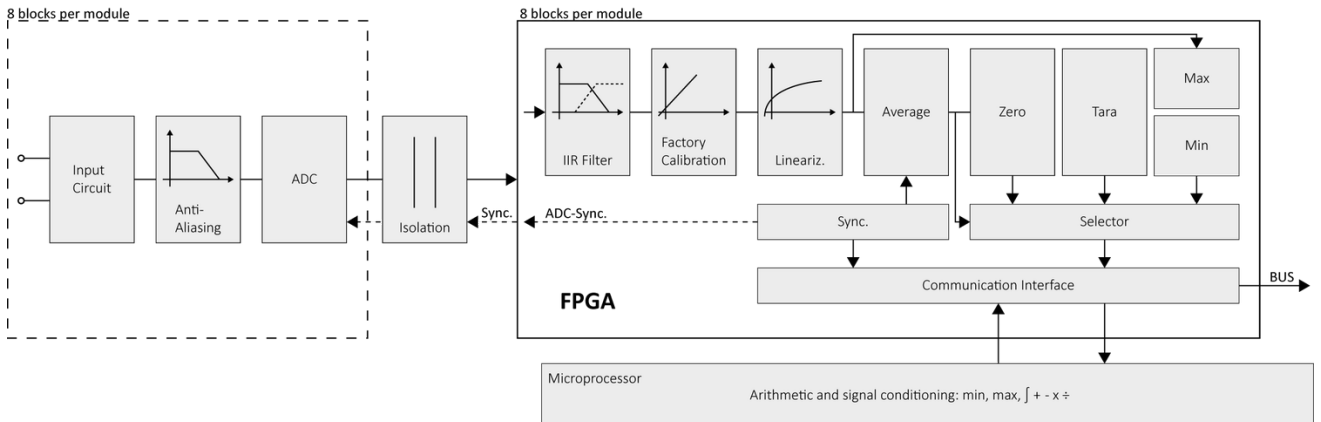 8 blocks per module
8 blocks per module
Input
Circuit
Anti-
Aliasing
ADC
Isolation
Sync.
ADC-Sync.
IIR Filter
Factory
Calibration
Lineariz.
Average
Zero
Tara
Max
Min
Sync.
Selector
Communication Interface
BUS
FPGA
Microprocessor
Arithmetic and signal conditioning: min, max, ∫ + - x ÷